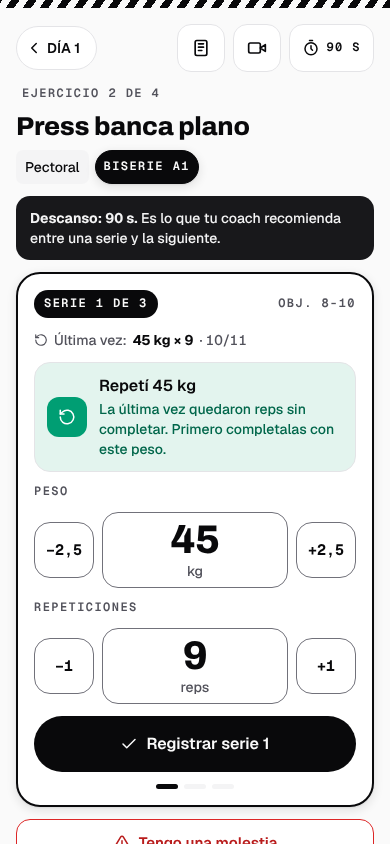 DÍA 1
90 S
EJERCICIO 2 DE 4
Press banca plano
Pectoral
BISERIE A1
Descanso: 90 s. Es lo que tu coach recomienda
entre una serie y la siguiente.
SERIE 1 DE 3
OBJ. 8-10
Última vez: 45 kg × 9 · 10/11
Repetí 45 kg
La última vez quedaron reps sin
completar. Primero completalas con
este peso.
PESO
−2,5
45
kg
+2,5
REPETICIONES
−1
9
reps
+1
Registrar serie 1
Tengo una molestia